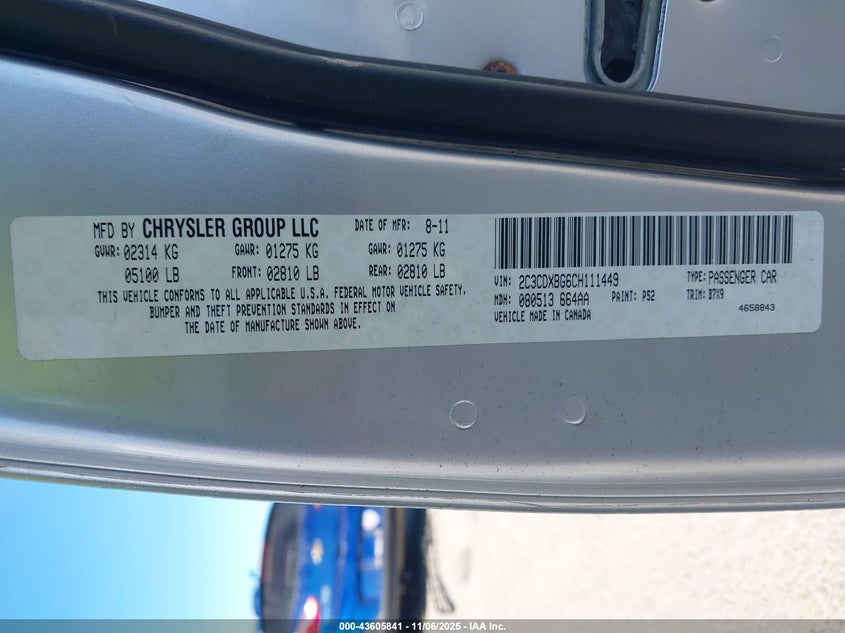 MFD BY CHRYSLER GROUP LLC DATE OF MFR: 8-11
GVWR: 02314 KG GAWR: 01275 KG GAWR: 01275 KG
05100 LB FRONT: 02810 LB REAR: 02810 LB
THIS VEHICLE CONFORMS TO ALL APPLICABLE U.S.A. FEDERAL MOTOR VEHICLE SAFETY,
BUMPER AND THEFT PREVENTION STANDARDS IN EFFECT ON
THE DATE OF MANUFACTURE SHOWN ABOVE.
VIN: 2C3CDXBG6CH111449 TYPE: PASSENGER CAR
MDH: 080513 664AA PAINT: PS2 TRIM: B7X9
VEHICLE MADE IN CANADA 4658843
000-43605841 - 11/06/2025 - IAA Inc.